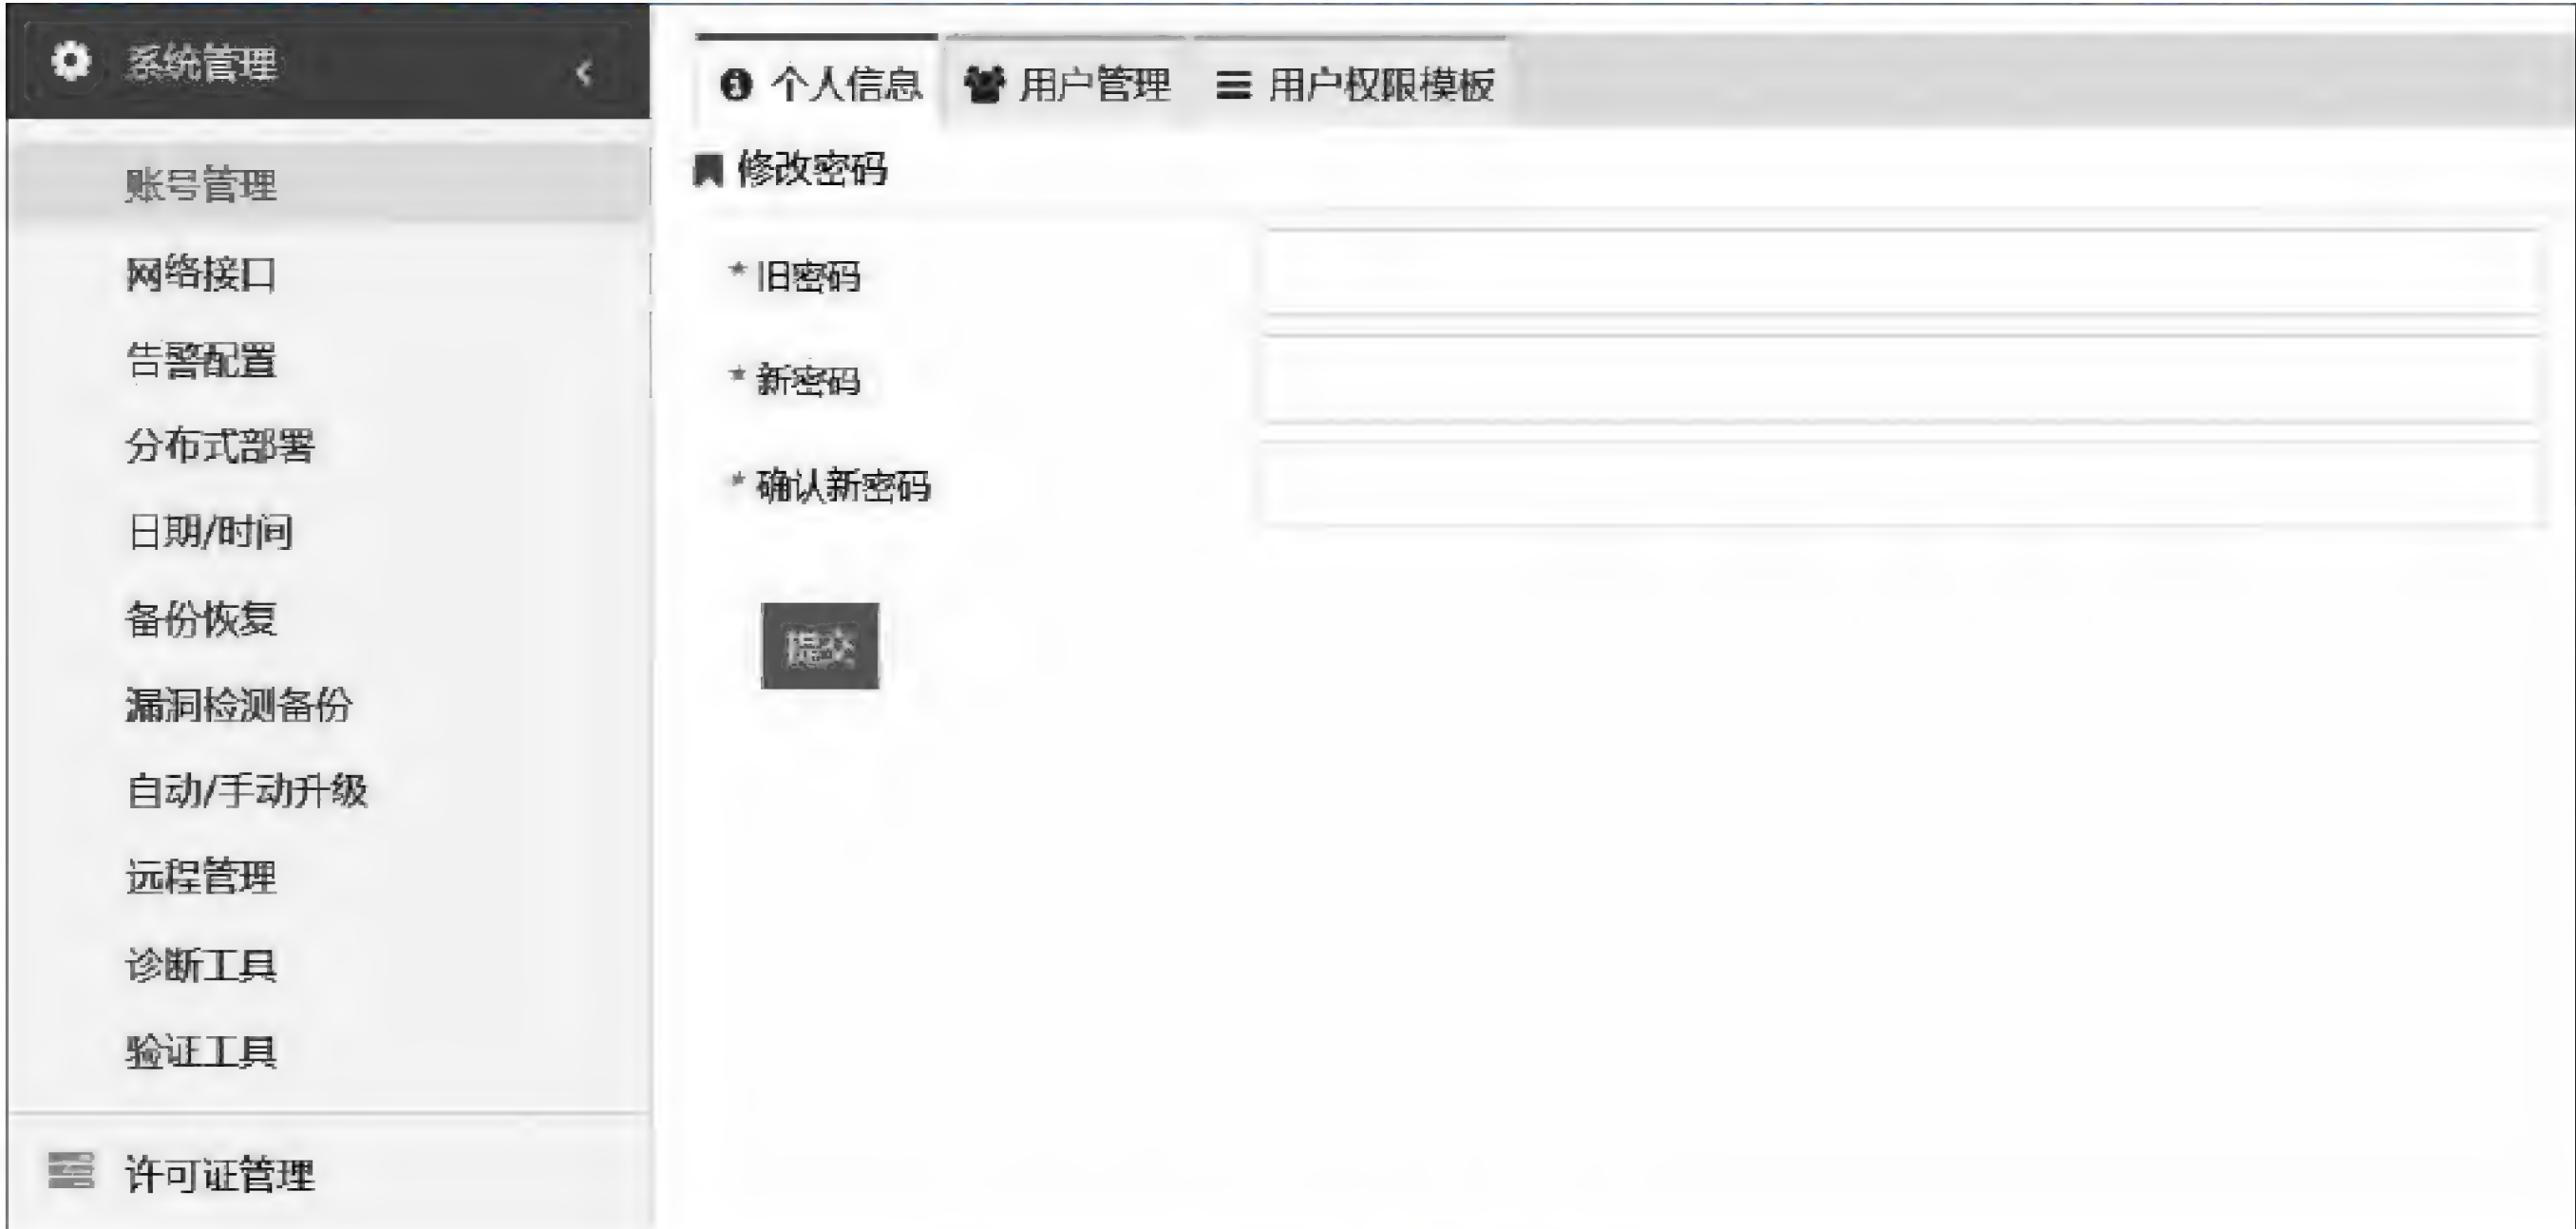 系统管理
账号管理
网络接口
告警配置
分布式部署
日期/时间
备份恢复
漏洞检测备份
自动/手动升级
远程管理
诊断工具
验证工具
许可证管理
个人信息 用户管理 用户权限模板
修改密码
* 旧密码
* 新密码
* 确认新密码
提交